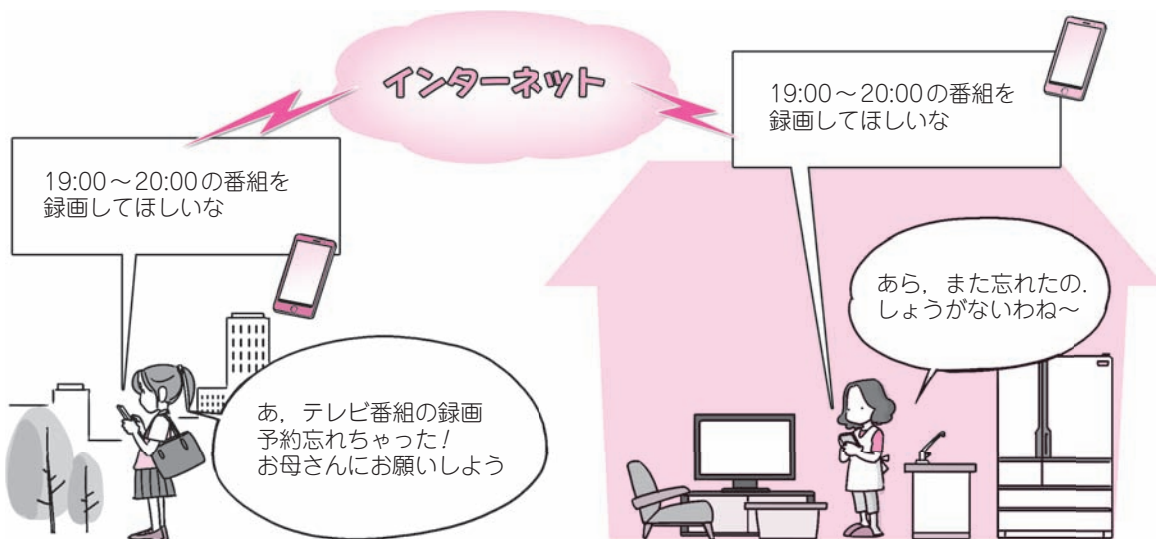 インターネット
19:00～20:00の番組を
録画してほしいな
19:00～20:00の番組を
録画してほしいな
あ，テレビ番組の録画
予約忘れちゃった！
お母さんにお願いしよう
あら，また忘れたの．
しょうがないわね～